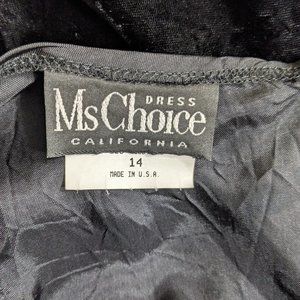 DRESS
Ms Choice
CALIFORNIA
14
MADE IN U.S.A.